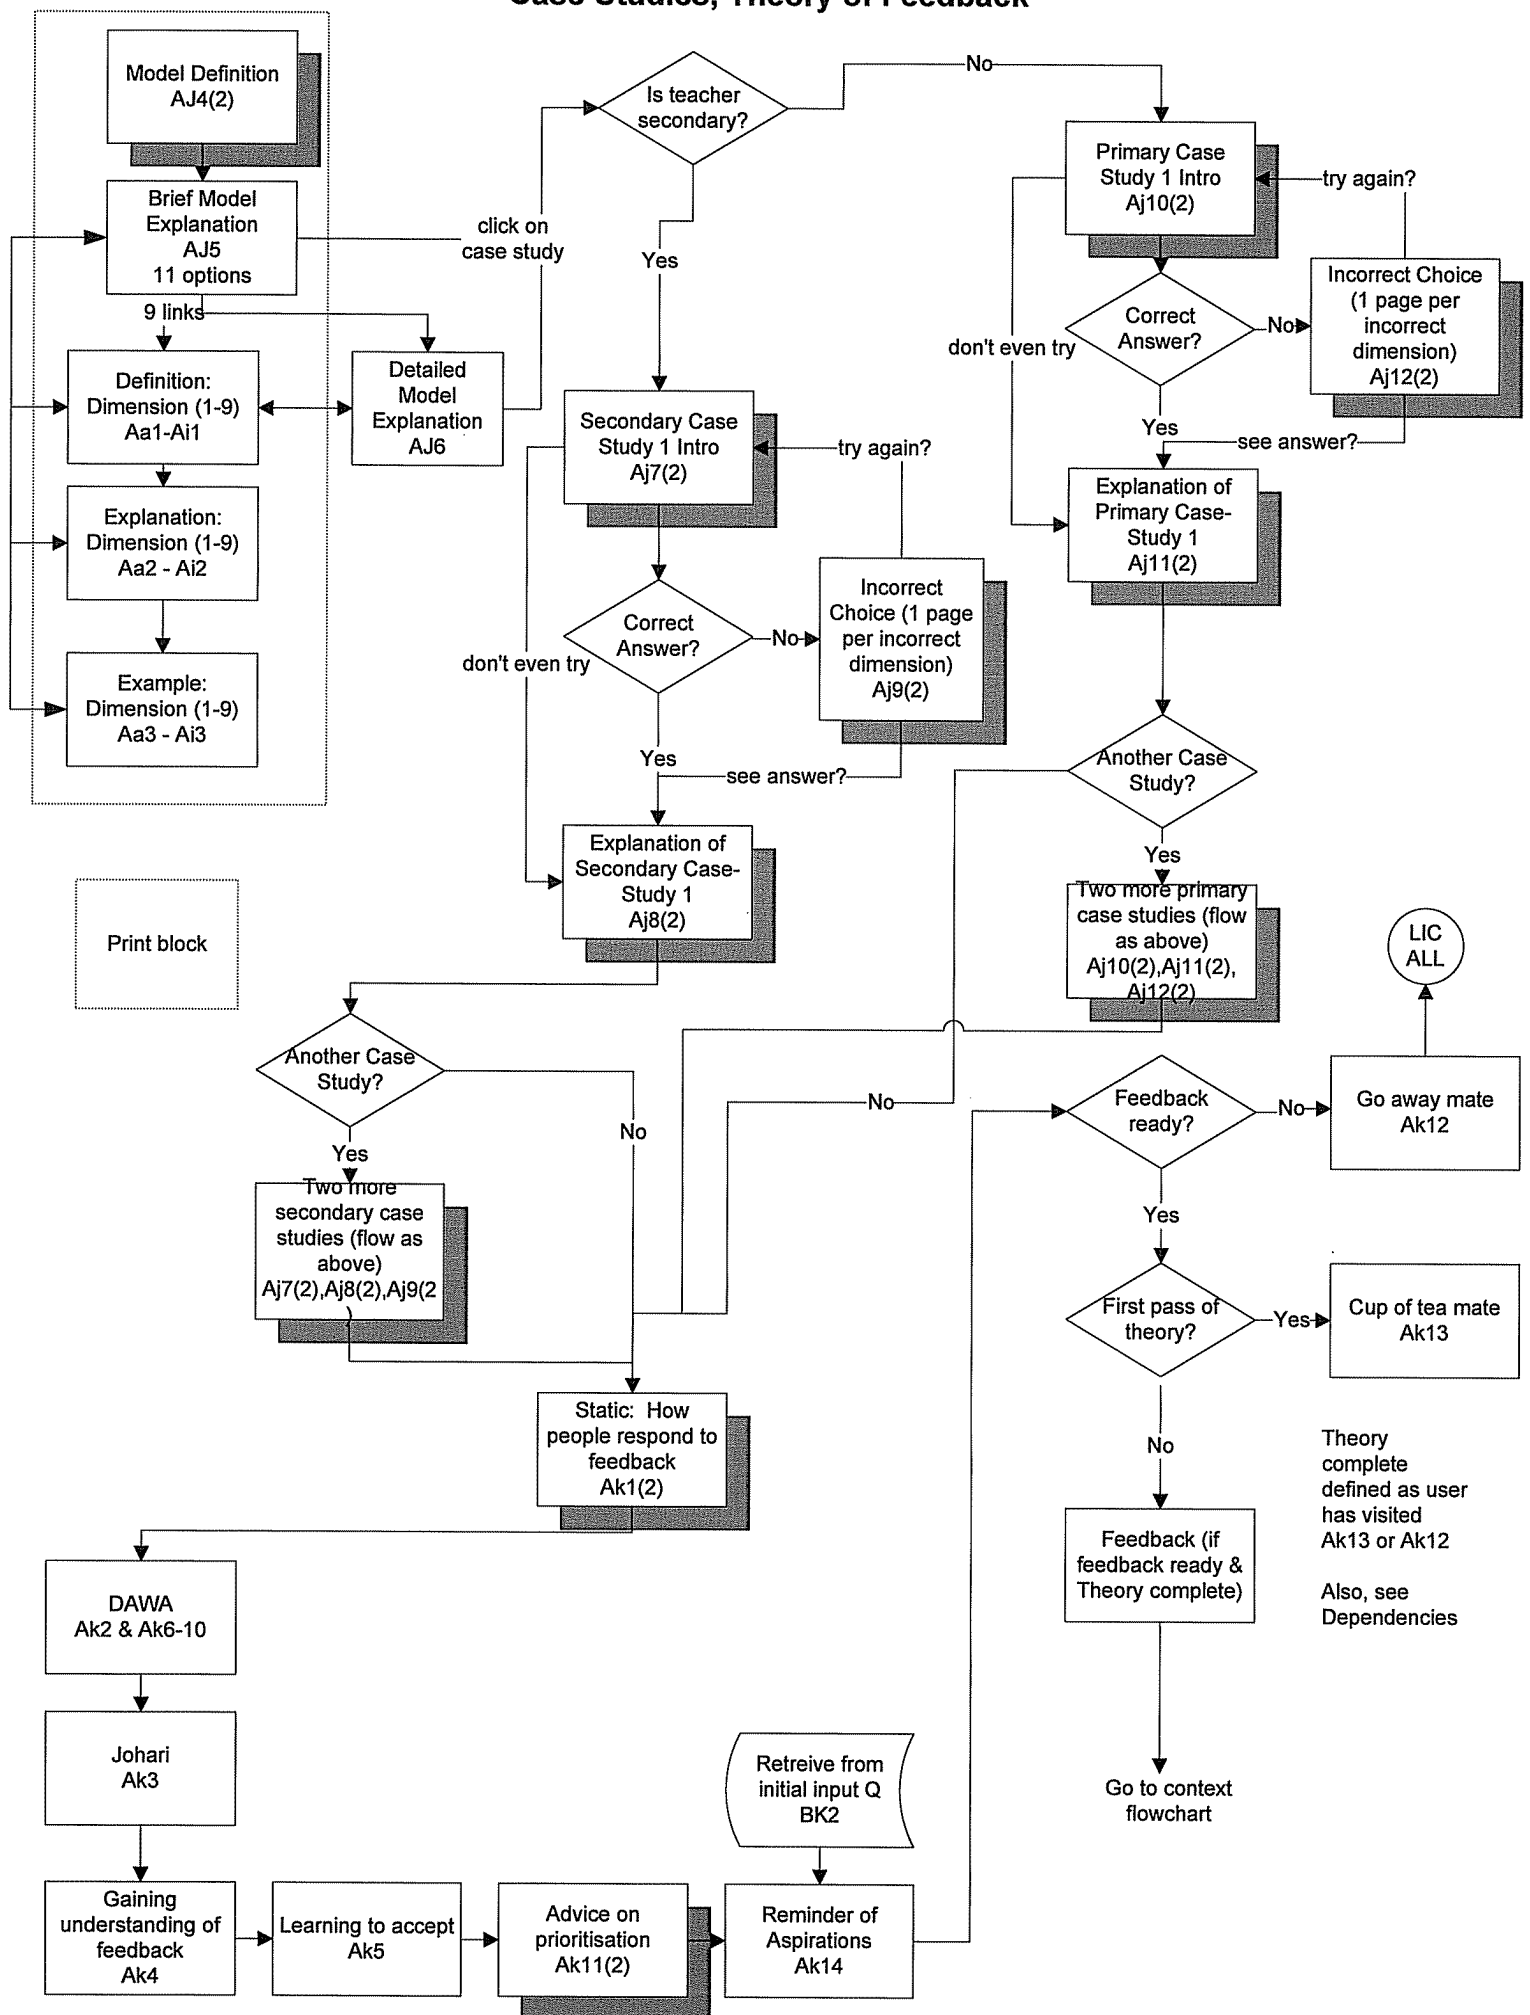 Case Studies, Theory of Feedback
Model Definition
AJ4(2)
Brief Model
Explanation
AJ5
11 options
9 links
Definition:
Dimension (1-9)
Aa1-Ai1
Explanation:
Dimension (1-9)
Aa2 - Ai2
Example:
Dimension (1-9)
Aa3 - Ai3
Detailed
Model
Explanation
AJ6
click on
case study
Print block
Is teacher
secondary?
No
Yes
Secondary Case
Study 1 Intro
Aj7(2)
try again?
Correct
Answer?
No
Incorrect
Choice (1 page
per incorrect
dimension)
Aj9(2)
don't even try
Yes
see answer?
Explanation of
Secondary Case-
Study 1
Aj8(2)
Another Case
Study?
No
Yes
Two more
secondary case
studies (flow as
above)
Aj7(2),Aj8(2),Aj9(2
)
Primary Case
Study 1 Intro
Aj10(2)
try again?
Correct
Answer?
No
Incorrect Choice
(1 page per
incorrect
dimension)
Aj12(2)
don't even try
Yes
see answer?
Explanation of
Primary Case-
Study 1
Aj11(2)
Another Case
Study?
Yes
No
Two more primary
case studies (flow
as above)
Aj10(2),Aj11(2),
Aj12(2)
Static: How
people respond to
feedback
Ak1(2)
DAWA
Ak2 & Ak6-10
Johari
Ak3
Gaining
understanding of
feedback
Ak4
Learning to accept
Ak5
Advice on
prioritisation
Ak11(2)
Retreive from
initial input Q
BK2
Reminder of
Aspirations
Ak14
Feedback
ready?
No
Go away mate
Ak12
LIC
ALL
Yes
First pass of
theory?
Yes
Cup of tea mate
Ak13
No
Feedback (if
feedback ready &
Theory complete)
Go to context
flowchart
Theory
complete
defined as user
has visited
Ak13 or Ak12
Also, see
Dependencies